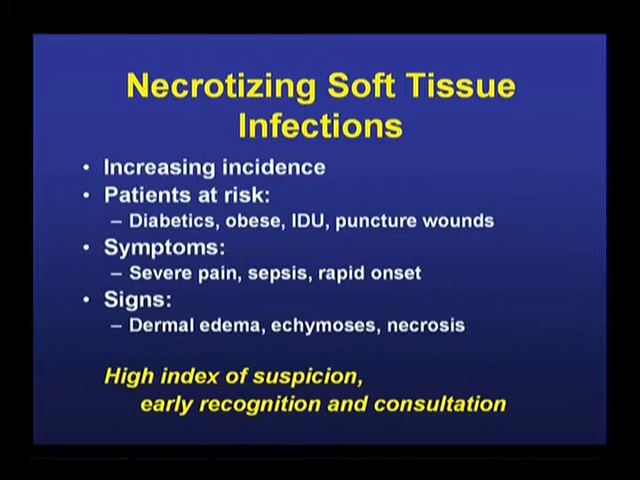 Necrotizing Soft Tissue
Infections
• Increasing incidence
• Patients at risk:
– Diabetics, obese, IDU, puncture wounds
• Symptoms:
– Severe pain, sepsis, rapid onset
• Signs:
– Dermal edema, echymoses, necrosis
High index of suspicion,
early recognition and consultation